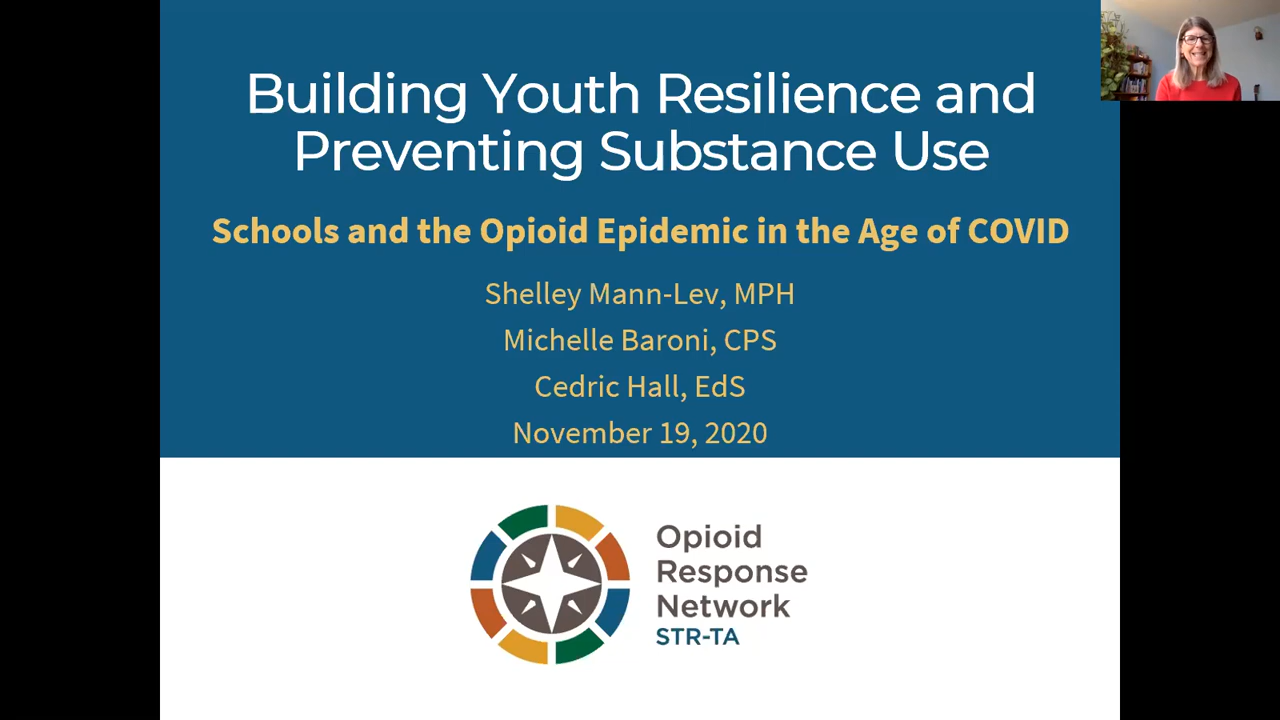 Building Youth Resilience and
Preventing Substance Use
Schools and the Opioid Epidemic in the Age of COVID
Shelley Mann-Lev, MPH
Michelle Baroni, CPS
Cedric Hall, EdS
November 19, 2020
Opioid
Response
Network
STR-TA